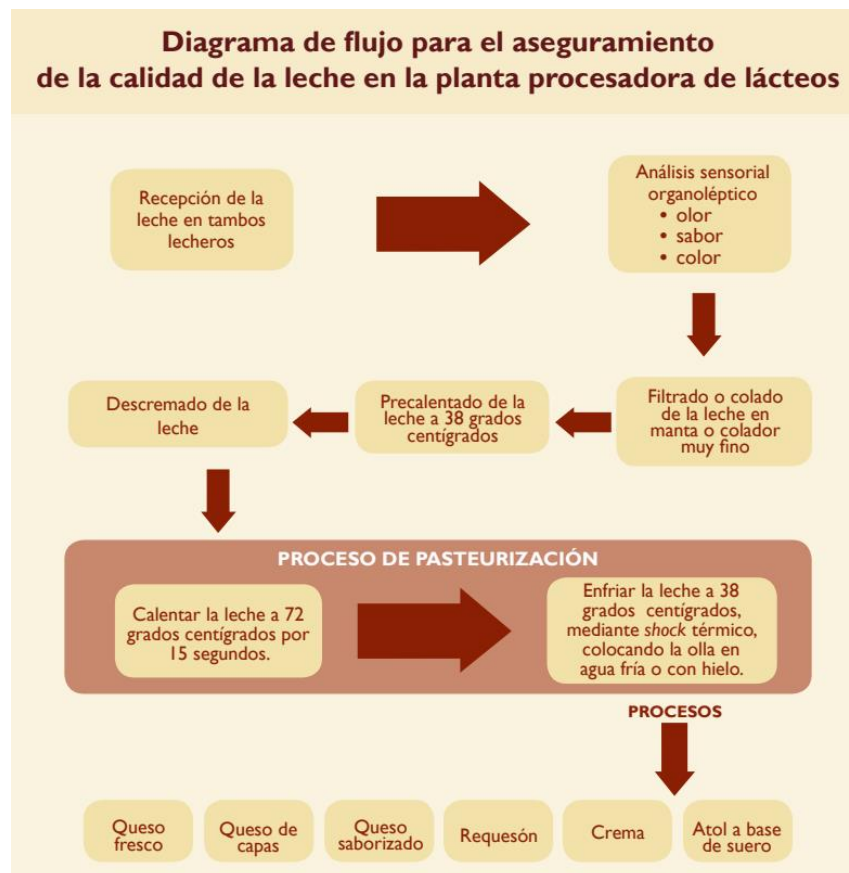 Diagrama de flujo para el aseguramiento
de la calidad de la leche en la planta procesadora de lácteos
Recepción de la
leche en tambos
lecheros
Análisis sensorial
organoléptico
• olor
• sabor
• color
Filtrado o colado
de la leche en
manta o colador
muy fino
Precalentado de la
leche a 38 grados
centígrados
Descremado de la
leche
PROCESO DE PASTEURIZACIÓN
Calentar la leche a 72
grados centígrados por
15 segundos.
Enfriar la leche a 38
grados centígrados,
mediante shock térmico,
colocando la olla en
agua fría o con hielo.
PROCESOS
Queso
fresco
Queso de
capas
Queso
saborizado
Requesón
Crema
Atol a base
de suero